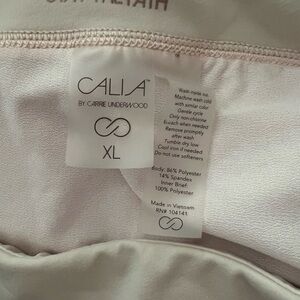 CALIA™
BY CARRIE UNDERWOOD
XL
Wash inside out
Machine wash cold
with similar color
Gentle cycle
Only non-chlorine
bleach when needed
Remove promptly
after wash
Tumble dry low
Cool iron if needed
Do not use softeners
Body: 86% Polyester
14% Spandex
Inner Brief:
100% Polyester
Made in Vietnam
RN# 104141